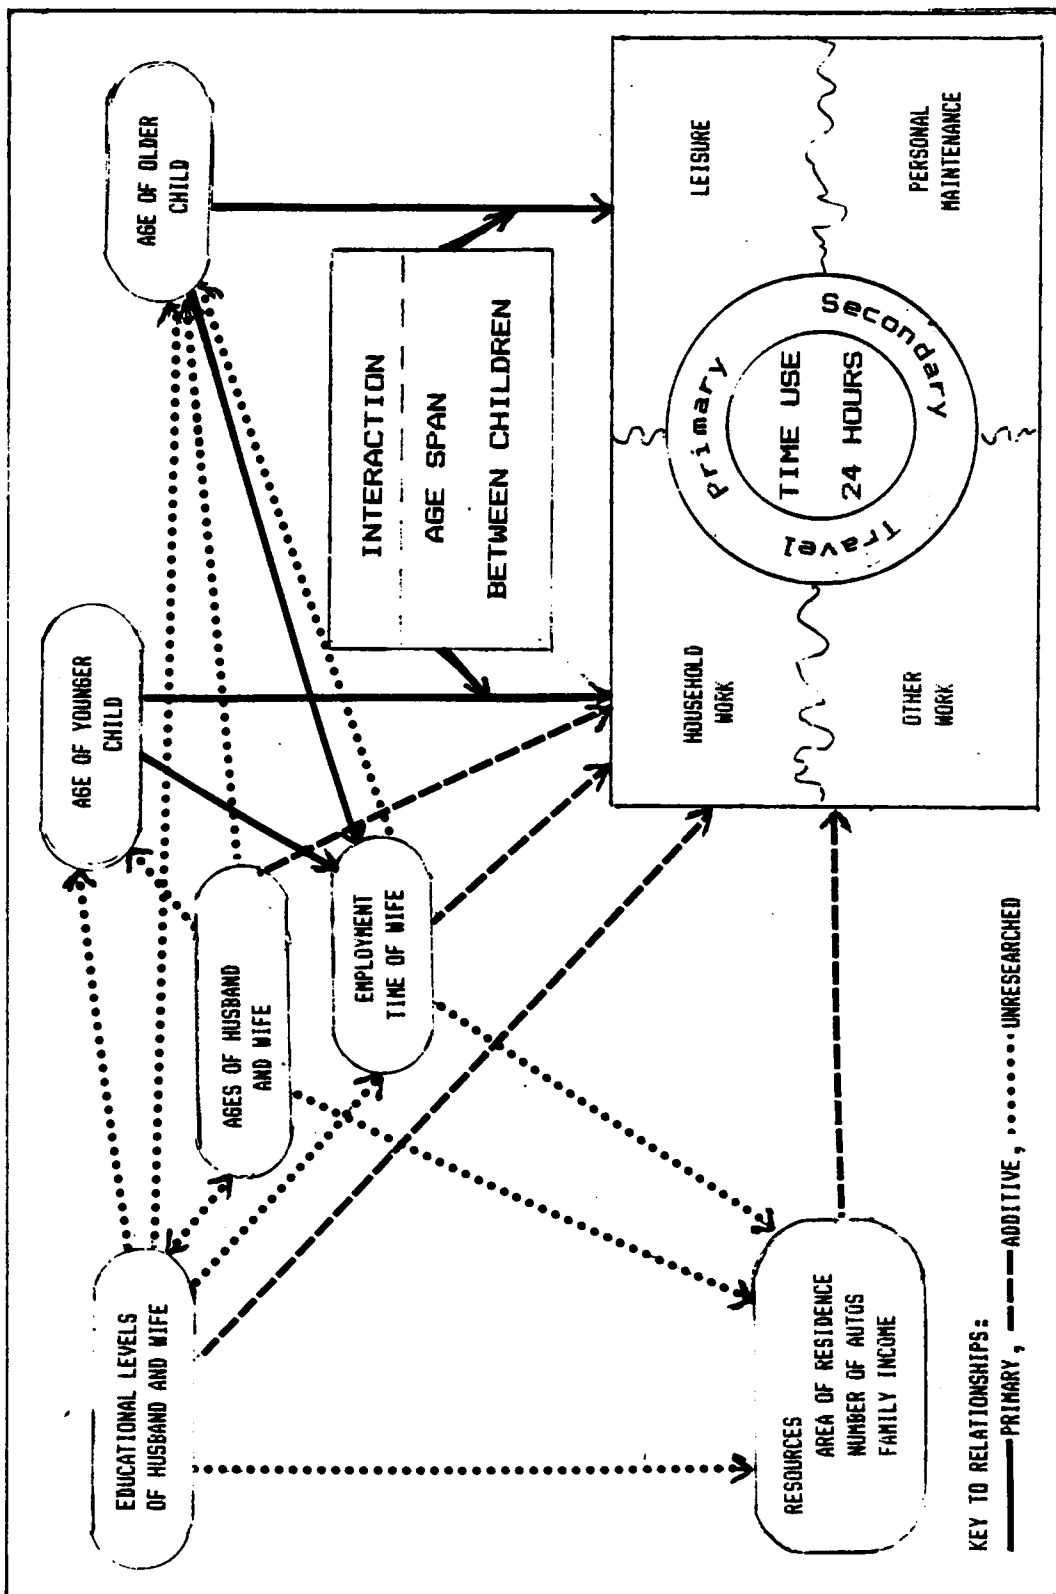 EDUCATIONAL LEVELS
OF HUSBAND AND WIFE
AGE OF YOUNGER
CHILD
AGE OF OLDER
CHILD
AGES OF HUSBAND
AND WIFE
EMPLOYMENT
TIME OF WIFE
INTERACTION
AGE SPAN
BETWEEN CHILDREN
RESOURCES
AREA OF RESIDENCE
NUMBER OF AUTOS
FAMILY INCOME
HOUSEHOLD
WORK
LEISURE
OTHER
WORK
PERSONAL
MAINTENANCE
Primary
Secondary
Travel
TIME USE
24 HOURS
KEY TO RELATIONSHIPS:
PRIMARY, ADDITIVE, UNRESEARCHED